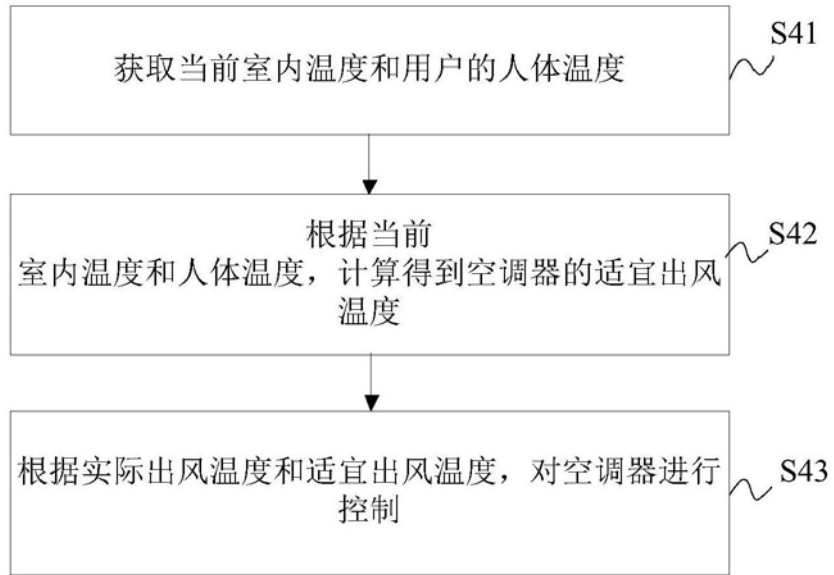 获取当前室内温度和用户的人体温度
S41
根据当前
室内温度和人体温度，计算得到空调器的适宜出风
温度
S42
根据实际出风温度和适宜出风温度，对空调器进行
控制
S43